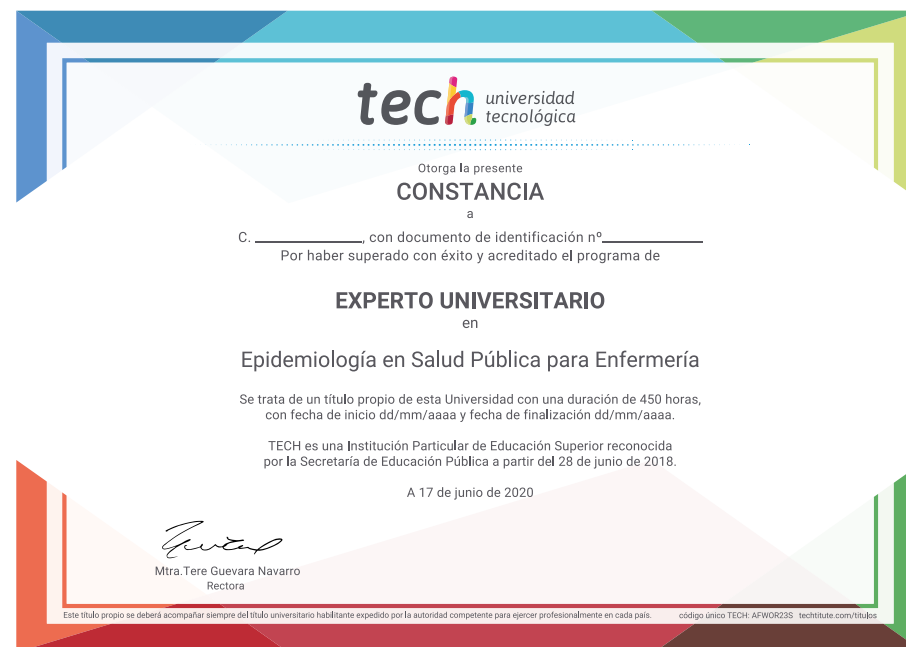 tech universidad
tecnológica
Otorga la presente
CONSTANCIA
a
C. ____________, con documento de identificación nº____________
Por haber superado con éxito y acreditado el programa de
EXPERTO UNIVERSITARIO
en
Epidemiología en Salud Pública para Enfermería
Se trata de un título propio de esta Universidad con una duración de 450 horas,
con fecha de inicio dd/mm/aaaa y fecha de finalización dd/mm/aaaa.
TECH es una Institución Particular de Educación Superior reconocida
por la Secretaría de Educación Pública a partir del 28 de junio de 2018.
A 17 de junio de 2020
Mtra.Tere Guevara Navarro
Rectora
Este título propio se deberá acompañar siempre del título universitario habilitante expedido por la autoridad competente para ejercer profesionalmente en cada país. código único TECH: AFWOR23S techtitute.com/titulos